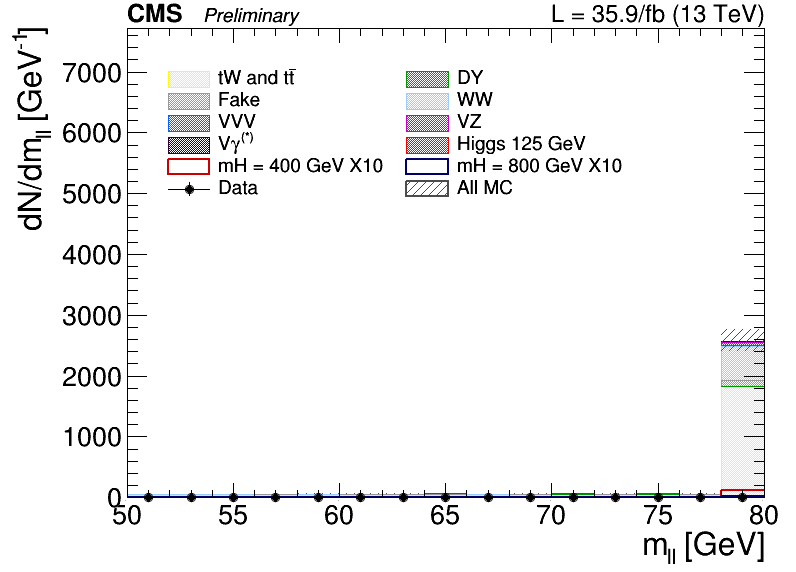 CMS Preliminary L = 35.9/fb (13 TeV)
dN/dm_ll [GeV^-1]
7000
6000
5000
4000
3000
2000
1000
0
tW and tt̄ DY
Fake WW
VVV VZ
Vγ^(*) Higgs 125 GeV
mH = 400 GeV X10 mH = 800 GeV X10
Data All MC
50 55 60 65 70 75 80
m_ll [GeV]